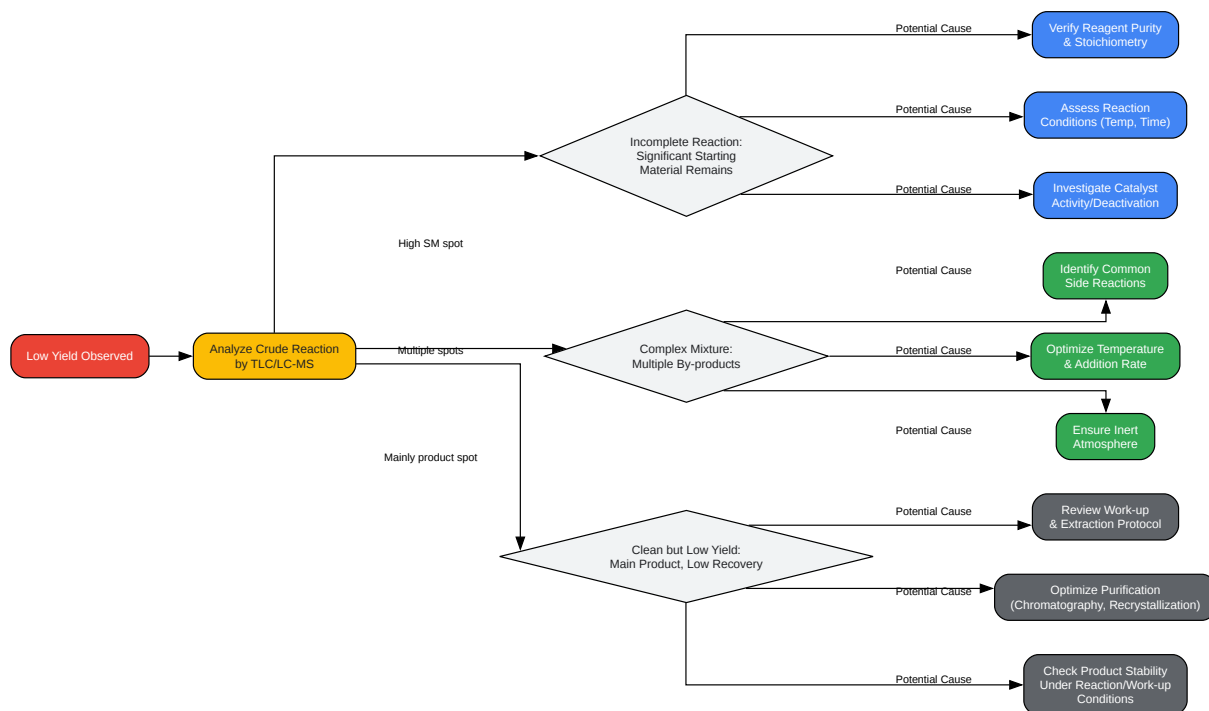 Potential Cause
Verify Reagent Purity
& Stoichiometry
Potential Cause
Assess Reaction
Conditions (Temp, Time)
Incomplete Reaction:
Significant Starting
Material Remains
Potential Cause
Investigate Catalyst
Activity/Deactivation
High SM spot
Potential Cause
Identify Common
Side Reactions
Low Yield Observed
Analyze Crude Reaction
by TLC/LC-MS
Multiple spots
Complex Mixture:
Multiple By-products
Potential Cause
Optimize Temperature
& Addition Rate
Potential Cause
Ensure Inert
Atmosphere
Mainly product spot
Potential Cause
Review Work-up
& Extraction Protocol
Clean but Low Yield:
Main Product, Low Recovery
Potential Cause
Optimize Purification
(Chromatography, Recrystallization)
Potential Cause
Check Product Stability
Under Reaction/Work-up
Conditions